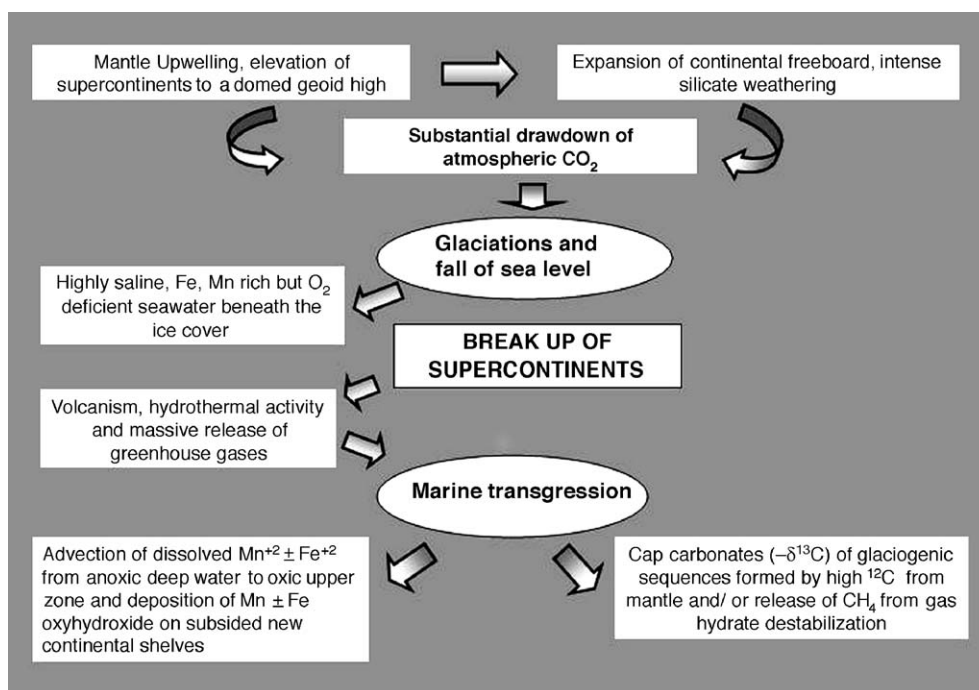 Mantle Upwelling, elevation of
supercontinents to a domed geoid high
Expansion of continental freeboard, intense
silicate weathering
Substantial drawdown of
atmospheric CO₂
Glaciations and
fall of sea level
Highly saline, Fe, Mn rich but O₂
deficient seawater beneath the
ice cover
BREAK UP OF
SUPERCONTINENTS
Volcanism, hydrothermal activity
and massive release of
greenhouse gases
Marine transgression
Advection of dissolved Mn⁺² ± Fe⁺²
from anoxic deep water to oxic upper
zone and deposition of Mn ± Fe
oxyhydroxide on subsided new
continental shelves
Cap carbonates (–δ¹³C) of glaciogenic
sequences formed by high ¹²C from
mantle and/ or release of CH₄ from gas
hydrate destabilization